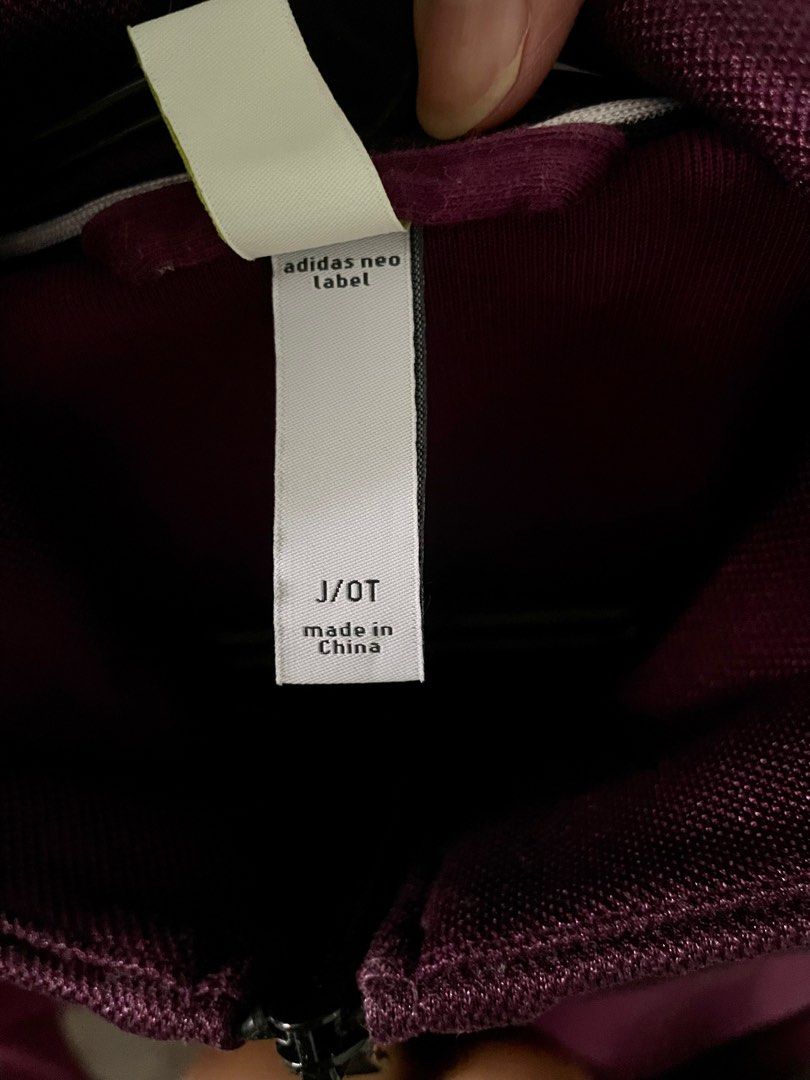 adidas neo
label
J/OT
made in
China